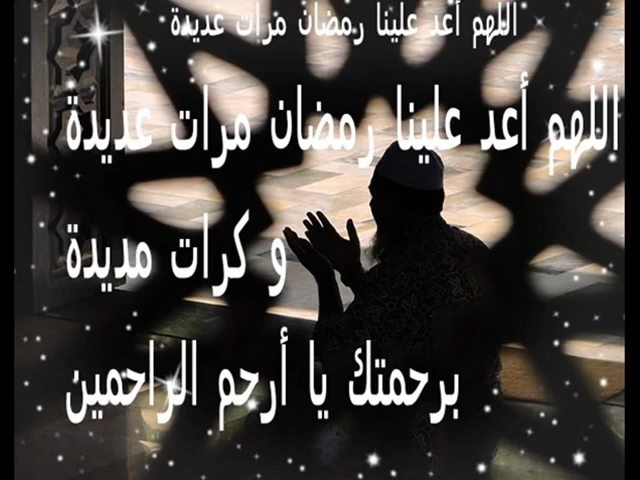 اللهم أعد علينا رمضان مرات عديدة
اللهم أعد علينا رمضان مرات عديدة
و كرات مديدة
برحمتك يا أرحم الراحمين